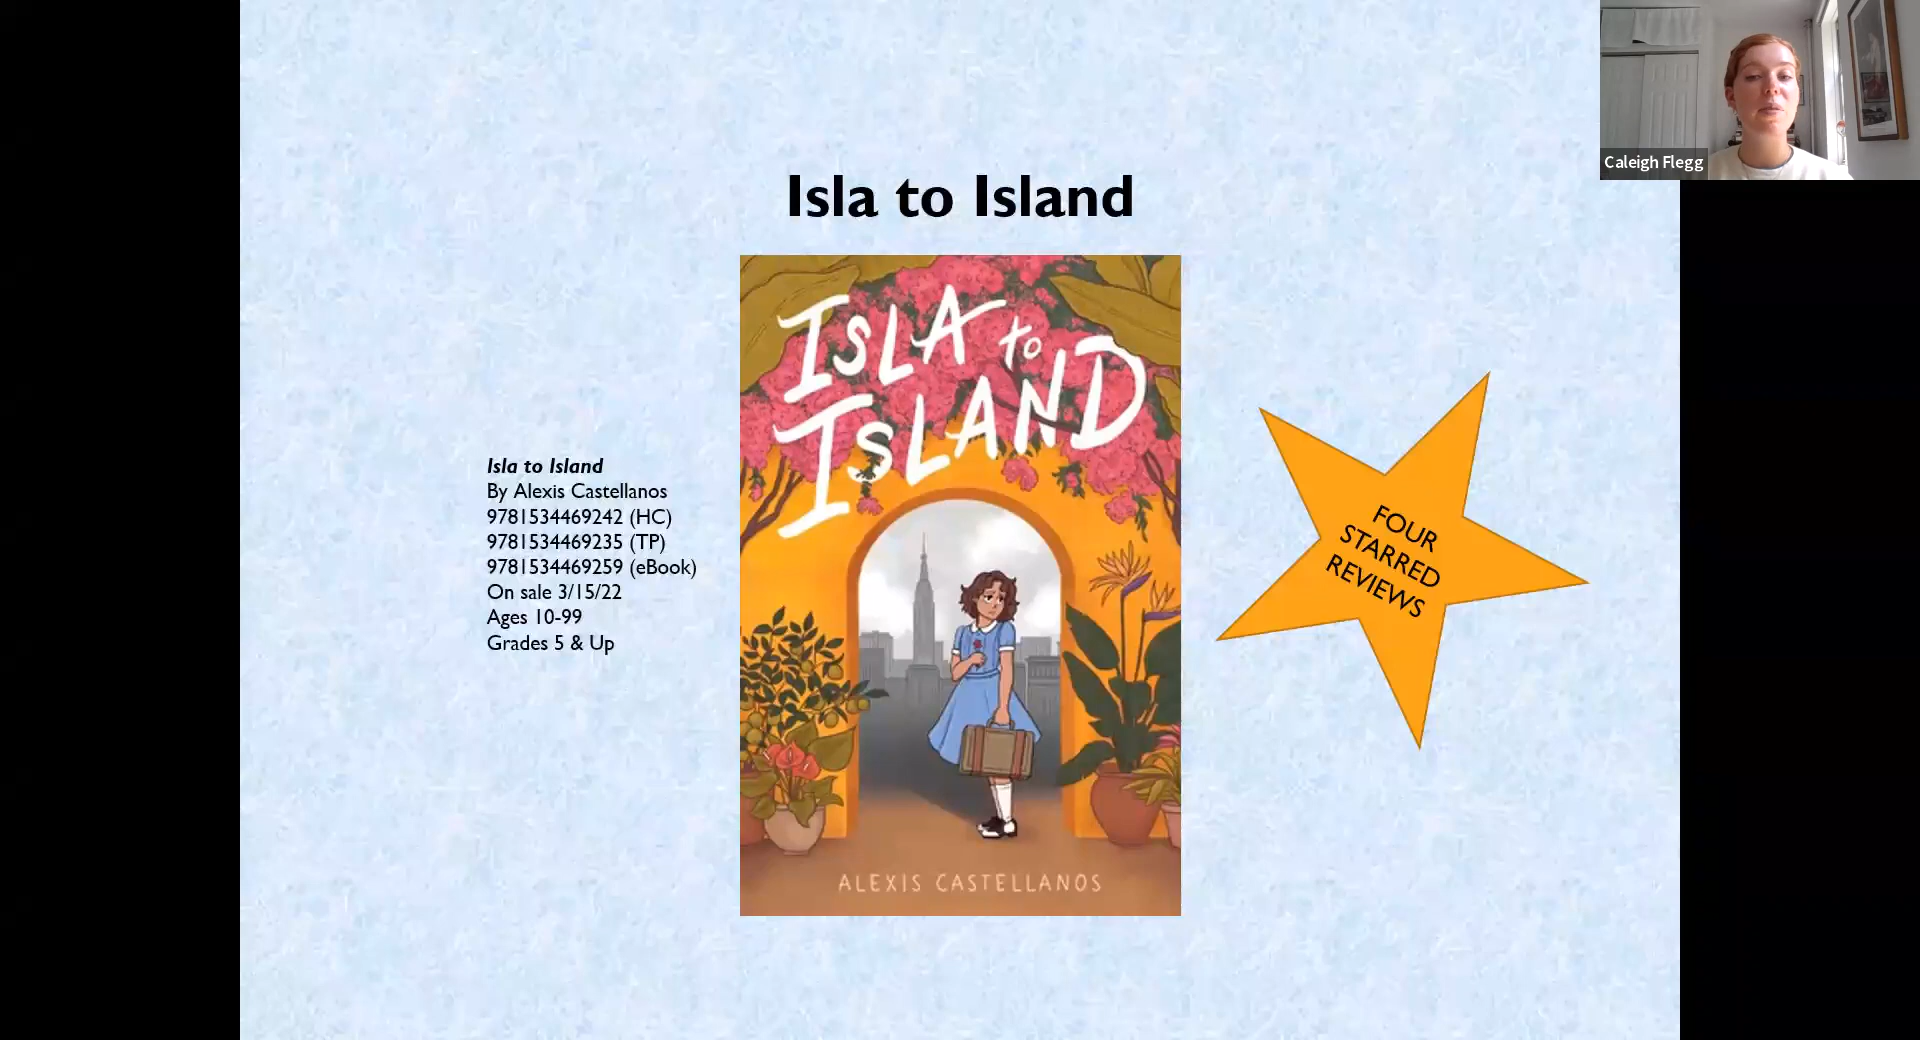 Caleigh Flegg
Isla to Island
ISLA to
ISLAND
ALEXIS CASTELLANOS
Isla to Island
By Alexis Castellanos
9781534469242 (HC)
9781534469235 (TP)
9781534469259 (eBook)
On sale 3/15/22
Ages 10-99
Grades 5 & Up
FOUR
STARRED
REVIEWS